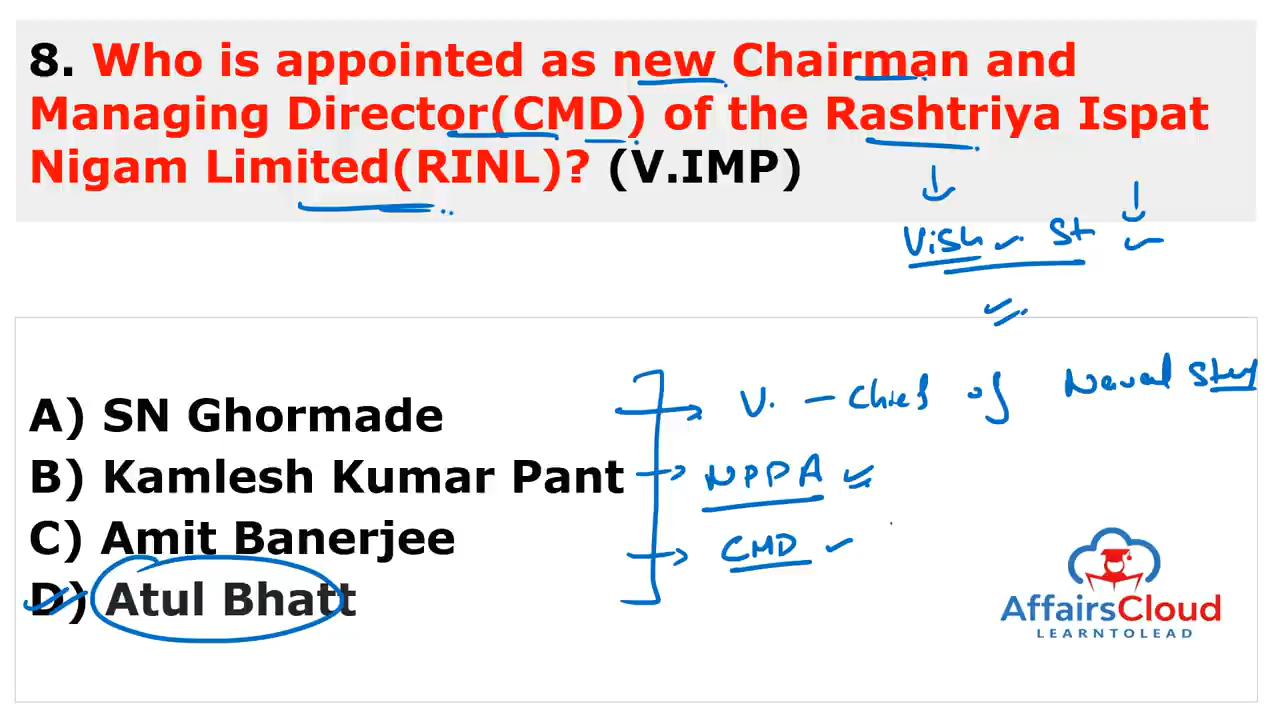 8. Who is appointed as new Chairman and
Managing Director(CMD) of the Rashtriya Ispat
Nigam Limited(RINL)? (V.IMP)
Vish St
A) SN Ghormade
V. - Chief of Naval
B) Kamlesh Kumar Pant
NPPA
C) Amit Banerjee
CMD
D) Atul Bhatt
AffairsCloud
LEARNTOLEAD